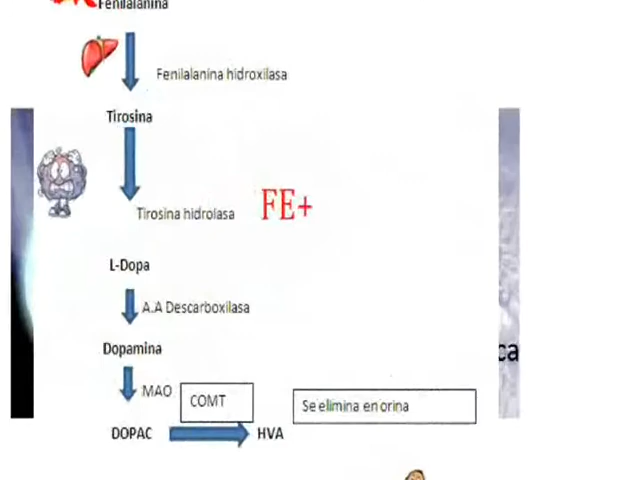 Fenilalanina
Fenilalanina hidroxilasa
Tirosina
Tirosina hidrolasa
FE+
L-Dopa
A.A Descarboxilasa
Dopamina
ca
MAO
COMT
Se elimina en orina
DOPAC
HVA